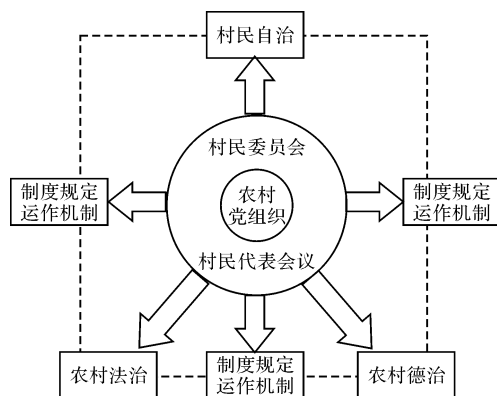 村民自治
村民委员会
制度规定
运作机制
农村
党组织
制度规定
运作机制
村民代表会议
农村法治
制度规定
运作机制
农村德治